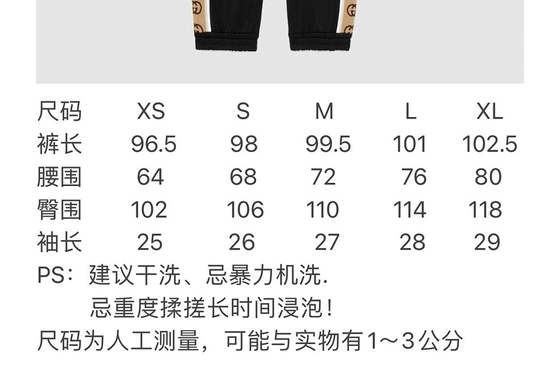 尺码 XS S M L XL
裤长 96.5 98 99.5 101 102.5
腰围 64 68 72 76 80
臀围 102 106 110 114 118
袖长 25 26 27 28 29
PS：建议干洗、忌暴力机洗.
忌重度揉搓长时间浸泡！
尺码为人工测量，可能与实物有1～3公分